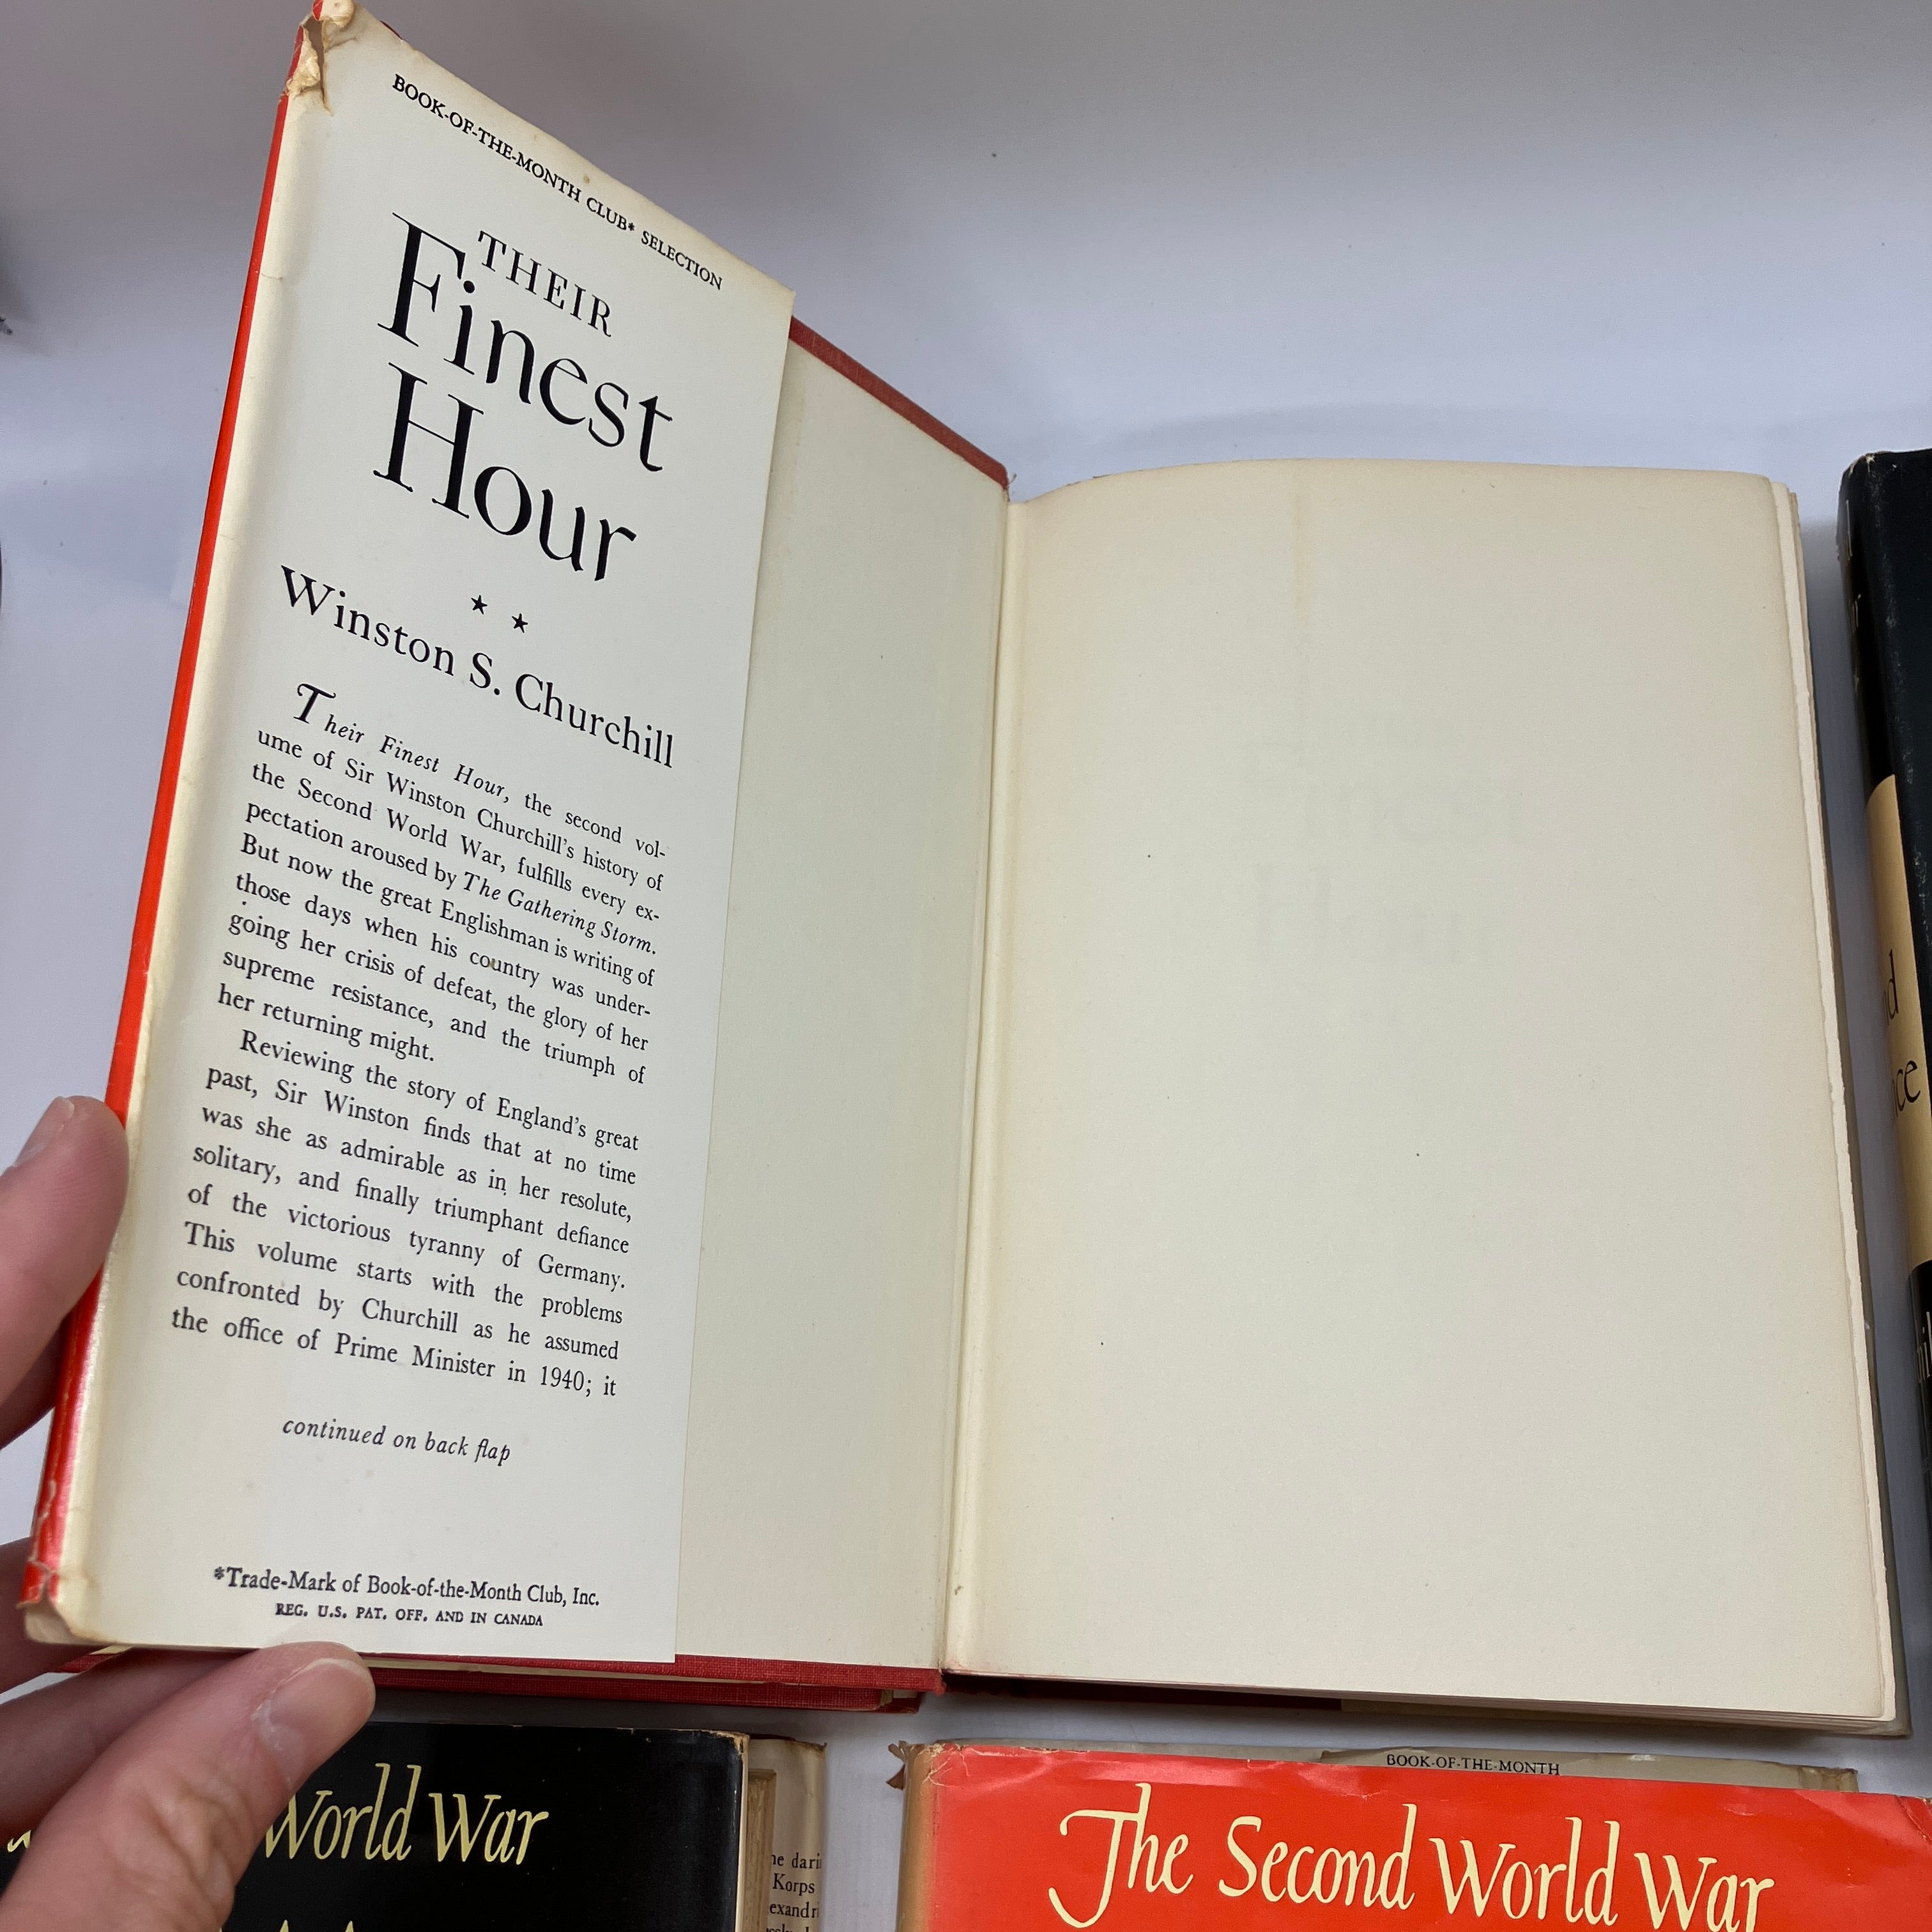 BOOK-OF-THE-MONTH CLUB* SELECTION
THEIR
Finest
Hour
★ ★
Winston S. Churchill
Their Finest Hour, the second vol-
ume of Sir Winston Churchill's history of
the Second World War, fulfills every ex-
pectation aroused by The Gathering Storm.
But now the great Englishman is writing of
those days when his country was under-
going her crisis of defeat, the glory of her
supreme resistance, and the triumph of
her returning might.
Reviewing the story of England's great
past, Sir Winston finds that at no time
was she as admirable as in her resolute,
solitary, and finally triumphant defiance
of the victorious tyranny of Germany.
This volume starts with the problems
confronted by Churchill as he assumed
the office of Prime Minister in 1940; it
continued on back flap
*Trade-Mark of Book-of-the-Month Club, Inc.
REG. U.S. PAT. OFF. AND IN CANADA
World War
Korps
BOOK-OF-THE-MONTH
The Second World War